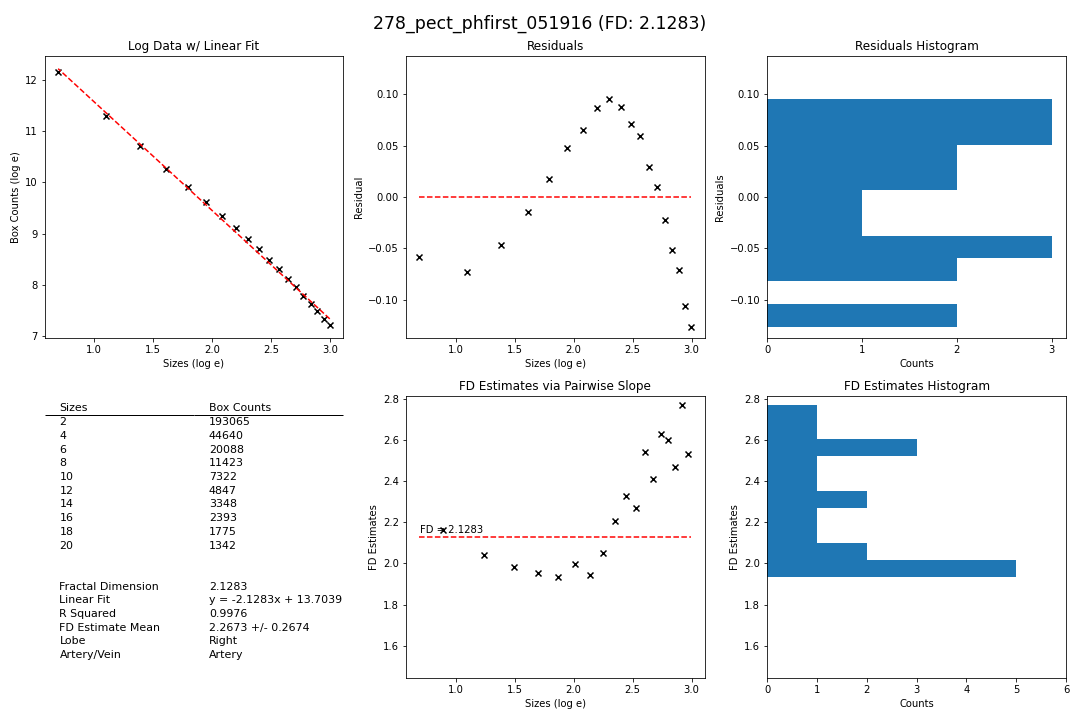 278_pect_phfirst_051916 (FD: 2.1283)
Log Data w/ Linear Fit
Box Counts (log e)
12
11
10
9
8
7
1.0 1.5 2.0 2.5 3.0
Sizes (log e)
Residuals
Residual
0.10
0.05
0.00
−0.05
−0.10
1.0 1.5 2.0 2.5 3.0
Sizes (log e)
Residuals Histogram
Residuals
0.10
0.05
0.00
−0.05
−0.10
0 1 2 3
Counts
Sizes Box Counts
2 193065
4 44640
6 20088
8 11423
10 7322
12 4847
14 3348
16 2393
18 1775
20 1342
Fractal Dimension 2.1283
Linear Fit y = -2.1283x + 13.7039
R Squared 0.9976
FD Estimate Mean 2.2673 +/- 0.2674
Lobe Right
Artery/Vein Artery
FD Estimates via Pairwise Slope
FD Estimates
2.8
2.6
2.4
2.2
2.0
1.8
1.6
FD = 2.1283
1.0 1.5 2.0 2.5 3.0
Sizes (log e)
FD Estimates Histogram
FD Estimates
2.8
2.6
2.4
2.2
2.0
1.8
1.6
0 1 2 3 4 5 6
Counts